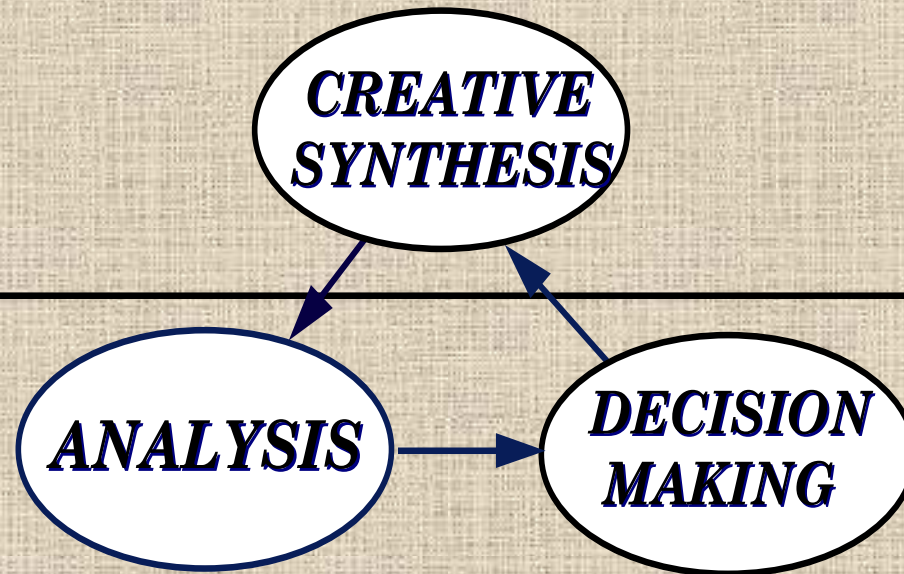 CREATIVE
SYNTHESIS
ANALYSIS
DECISION
MAKING